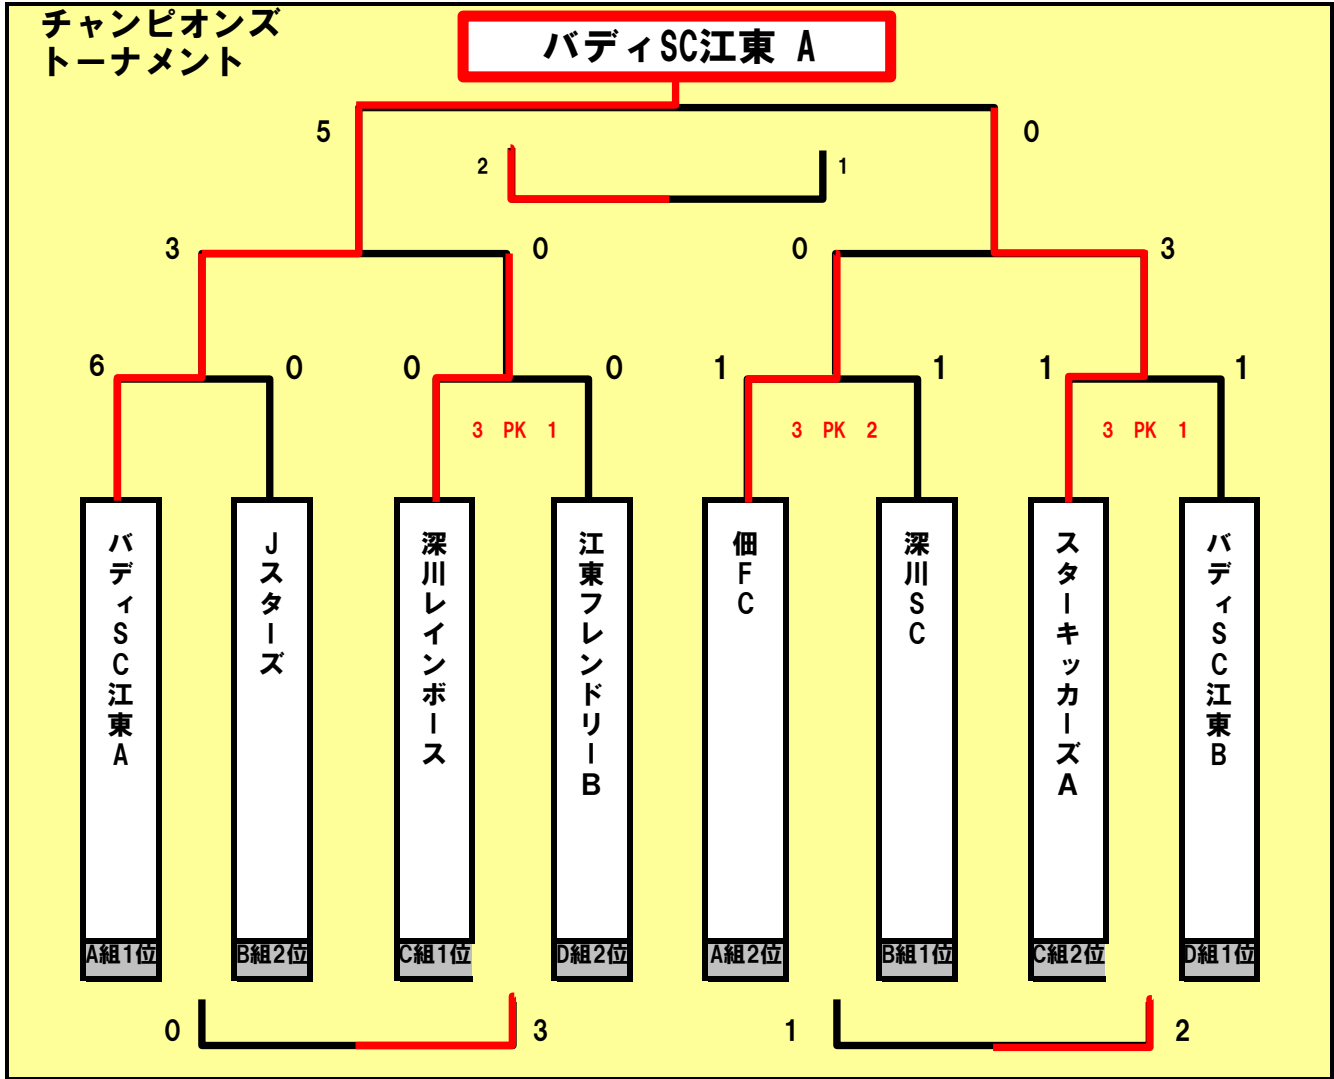 チャンピオンズ
トーナメント
バディSC江東 A
5
0
2
1
3
0
0
3
6
0
0
0
1
1
1
1
3 PK 1
3 PK 2
3 PK 1
バディSC江東A
Jスターズ
深川レインボース
江東フレンドリーB
佃FC
深川SC
スターキッカーズA
バディSC江東B
A組1位
B組2位
C組1位
D組2位
A組2位
B組1位
C組2位
D組1位
0
3
1
2